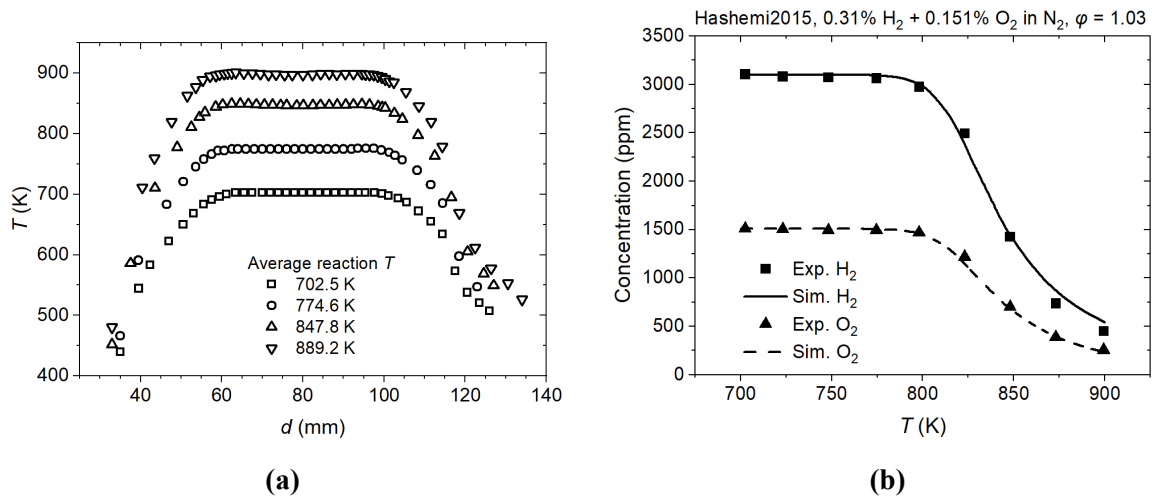 900
800
700
600
500
400
T (K)
Average reaction T
702.5 K
774.6 K
847.8 K
889.2 K
40 60 80 100 120 140
d (mm)
(a)
Hashemi2015, 0.31% H₂ + 0.151% O₂ in N₂, φ = 1.03
3500
3000
2500
2000
1500
1000
500
0
Concentration (ppm)
Exp. H₂
Sim. H₂
Exp. O₂
Sim. O₂
700 750 800 850 900
T (K)
(b)